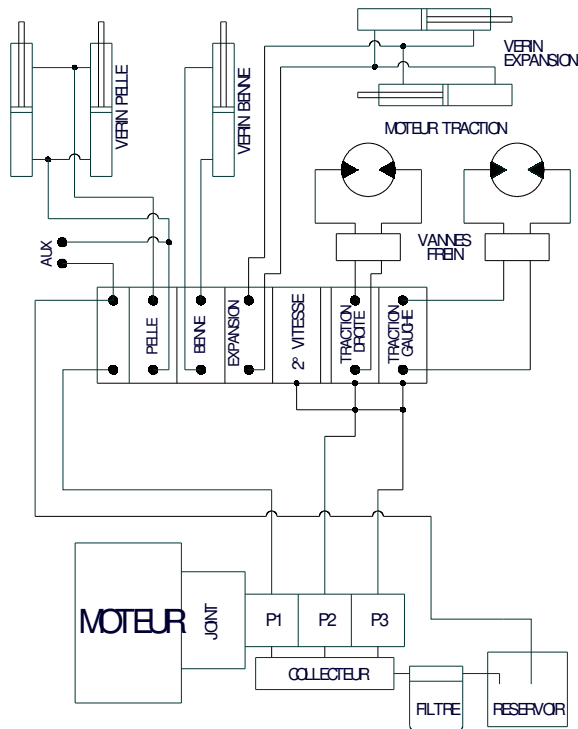 VERIN PELLE
VERIN BENNE
VERIN
EXPANSION
MOTEUR TRACTION
VANNES
FREIN
AUX
PELLE
BENNE
EXPANSION
2º VITESSE
TRACTION
DROITE
TRACTION
GAUCHE
MOTEUR
JOINT
P1
P2
P3
COLLECTEUR
FILTRE
RESERVOIR